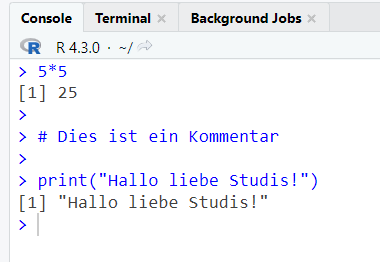 Console Terminal Background Jobs
R R 4.3.0 · ~/
> 5*5
[1] 25
>
> # Dies ist ein Kommentar
>
> print("Hallo liebe Studis!")
[1] "Hallo liebe Studis!"
>